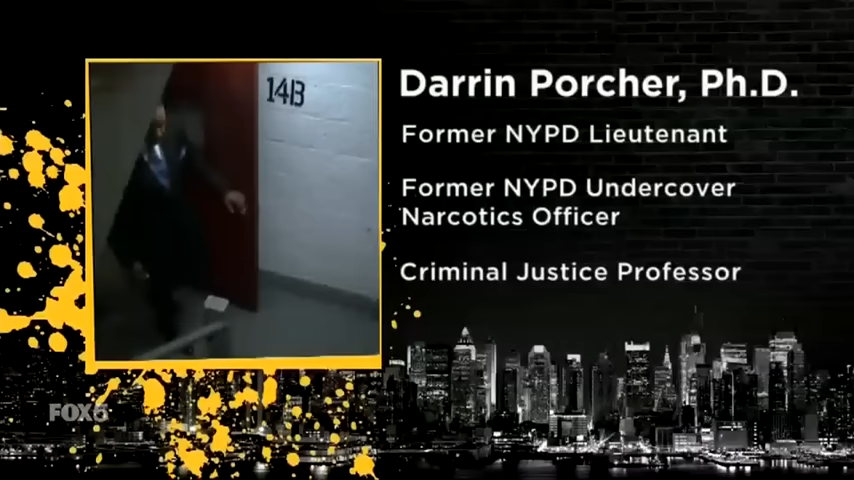 14B
Darrin Porcher, Ph.D.
Former NYPD Lieutenant
Former NYPD Undercover
Narcotics Officer
Criminal Justice Professor
FOX5